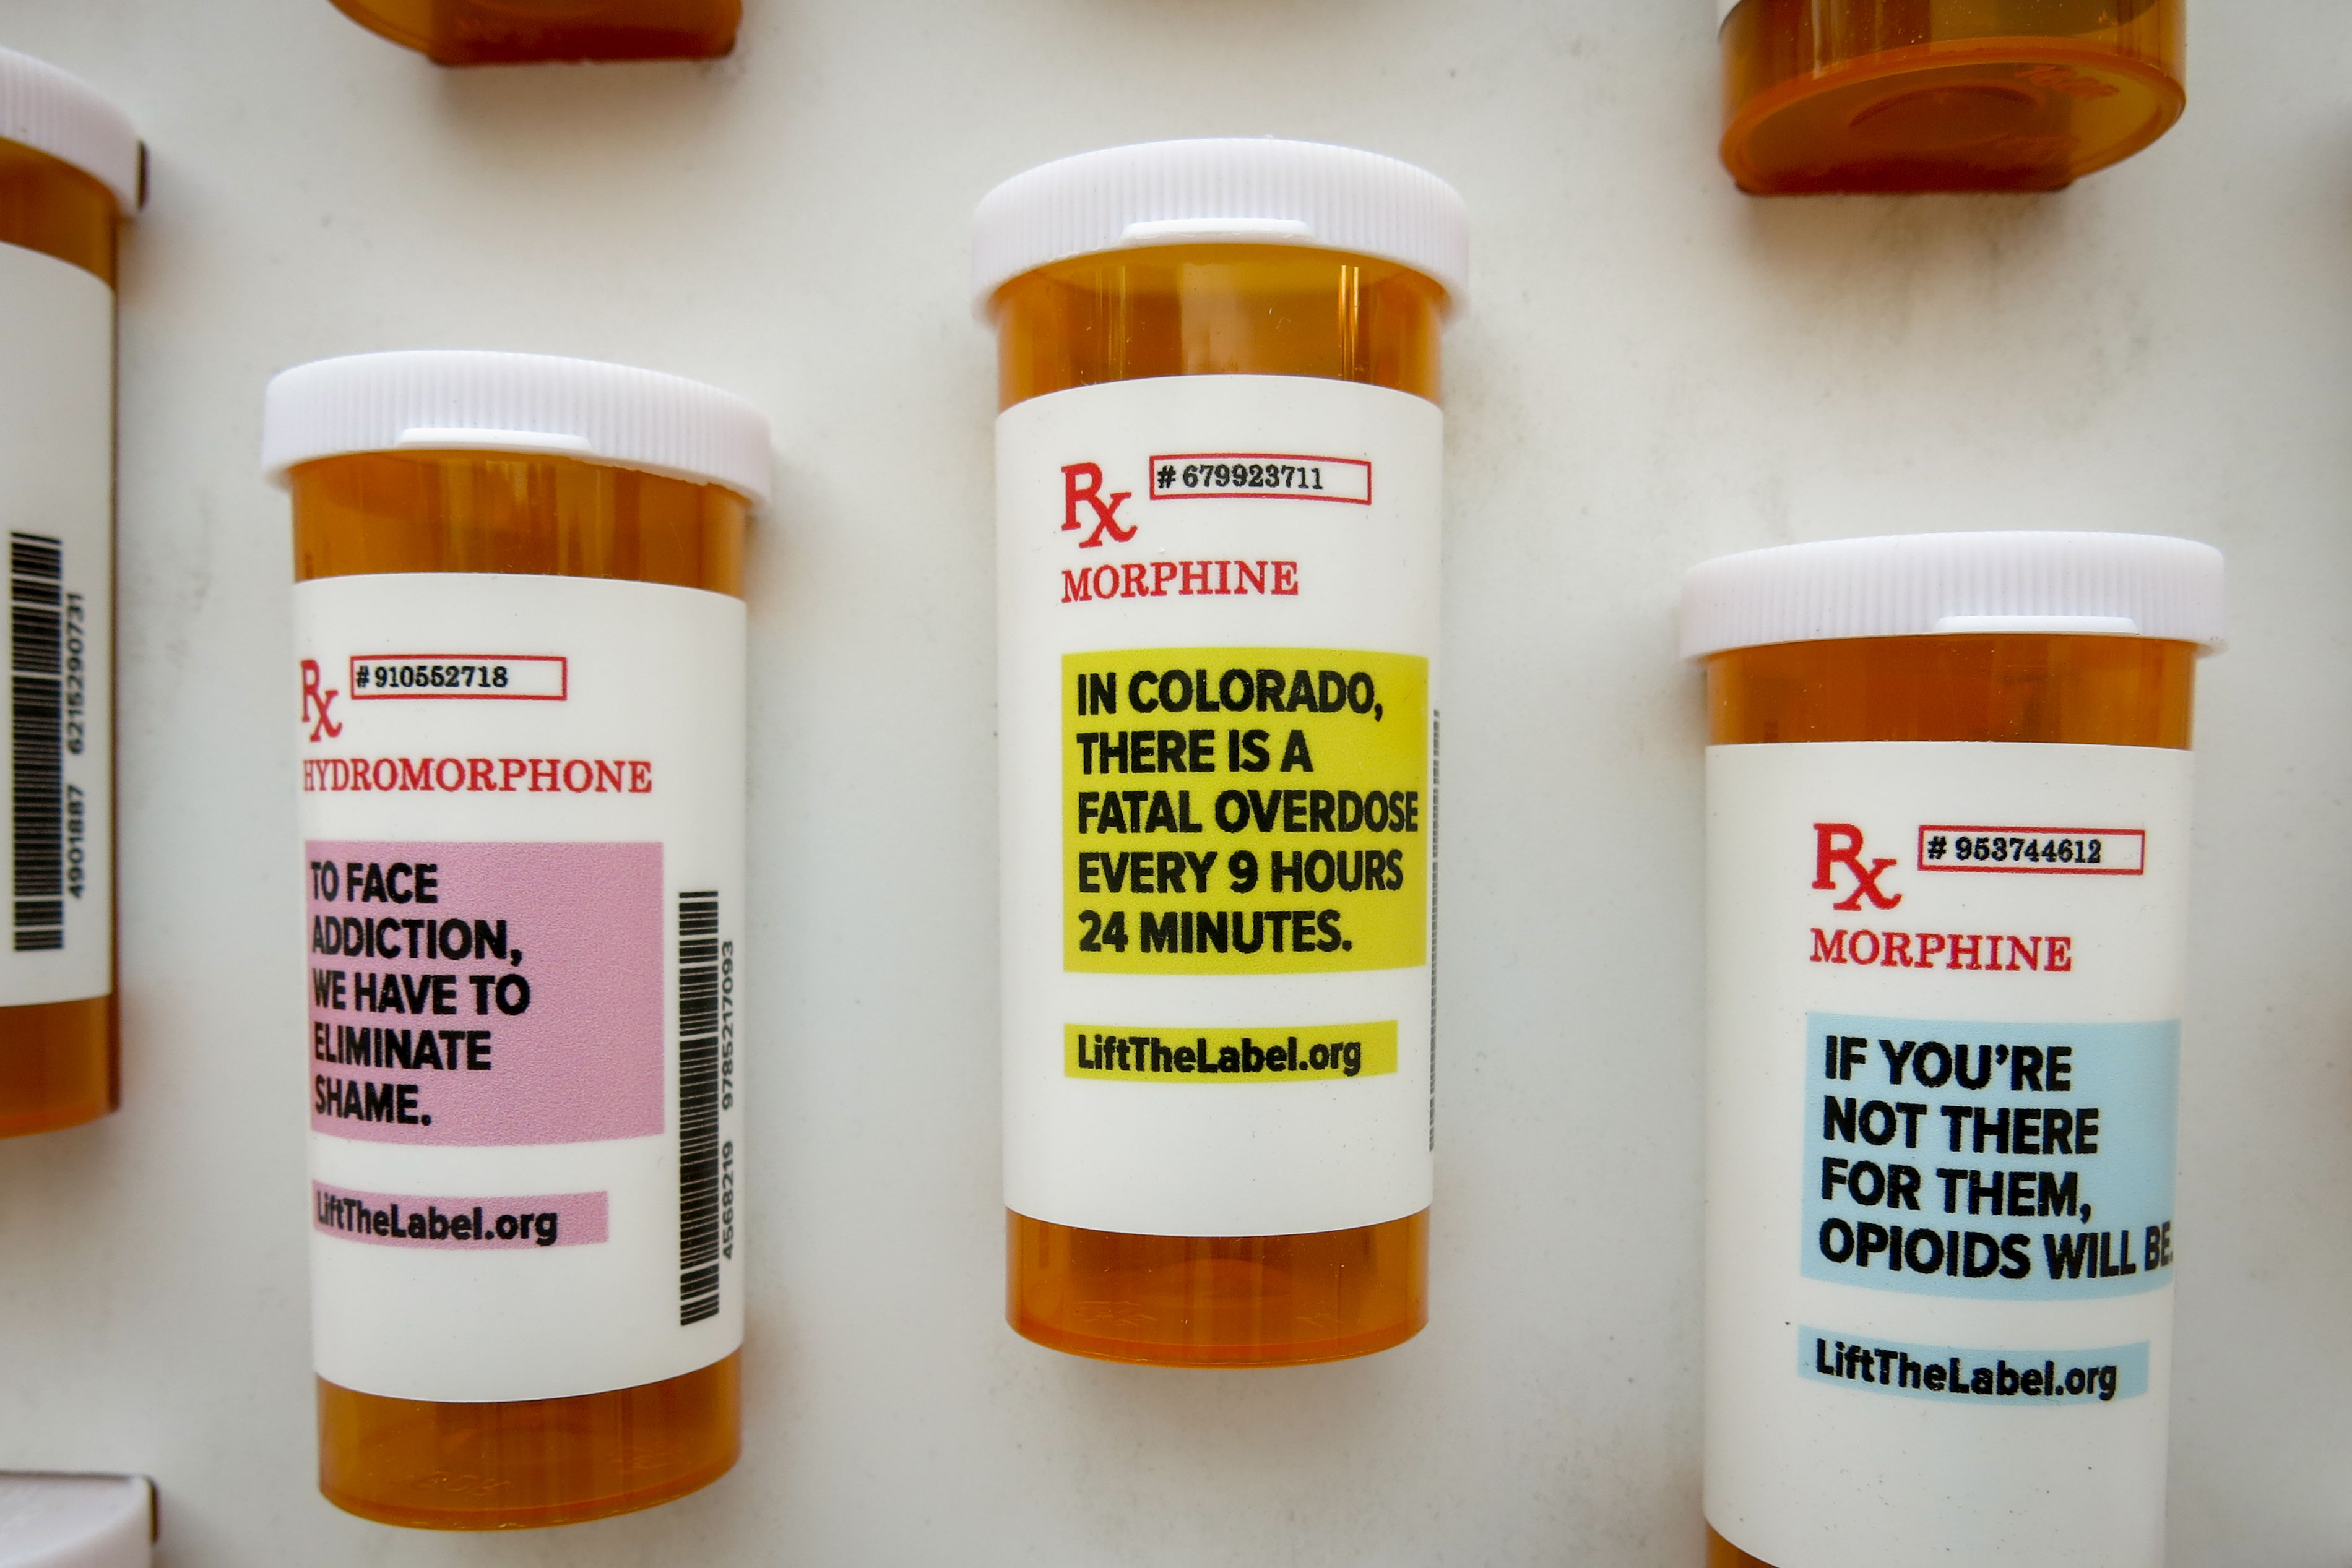 4901887 6215290731
Rx
# 910552718
HYDROMORPHONE
TO FACE
ADDICTION,
WE HAVE TO
ELIMINATE
SHAME.
LiftTheLabel.org
4568219 9785217093
Rx
# 679923711
MORPHINE
IN COLORADO,
THERE IS A
FATAL OVERDOSE
EVERY 9 HOURS
24 MINUTES.
LiftTheLabel.org
Rx
# 953744612
MORPHINE
IF YOU'RE
NOT THERE
FOR THEM,
OPIOIDS WILL BE.
LiftTheLabel.org